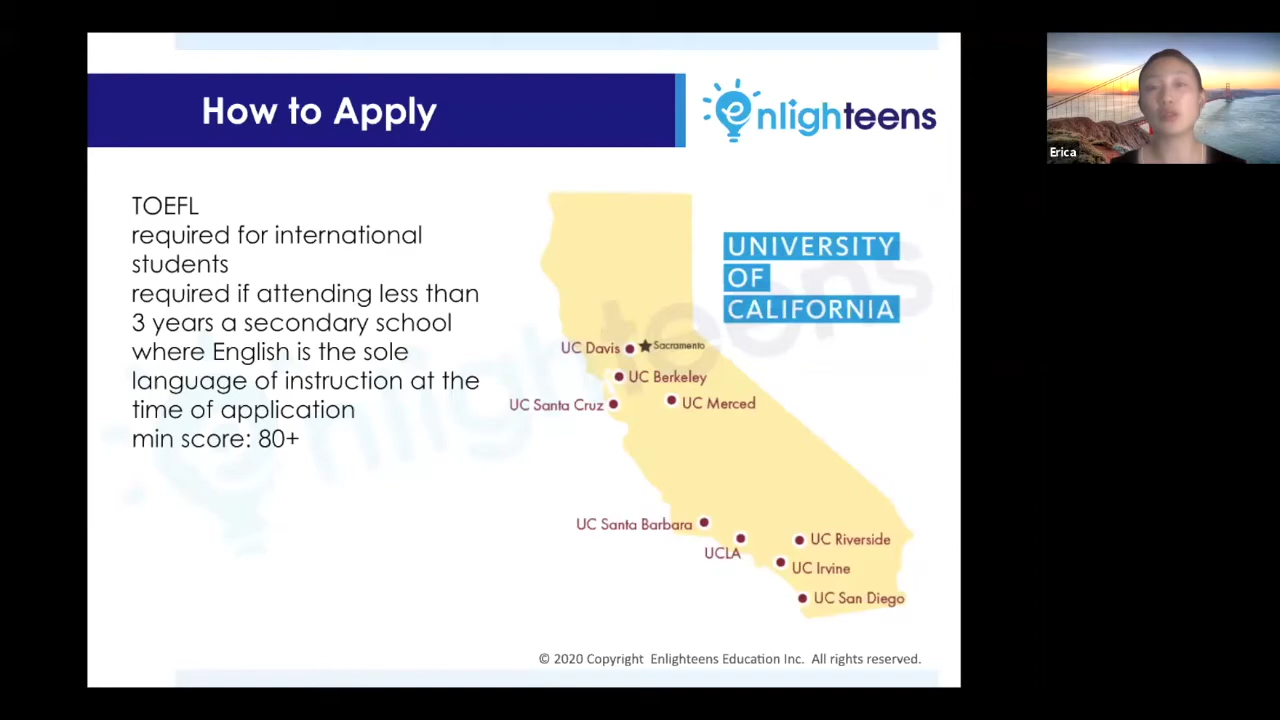 How to Apply
enlighteens
Erica
TOEFL
required for international
students
required if attending less than
3 years a secondary school
where English is the sole
language of instruction at the
time of application
min score: 80+
UNIVERSITY
OF
CALIFORNIA
UC Davis
Sacramento
UC Berkeley
UC Santa Cruz
UC Merced
UC Santa Barbara
UCLA
UC Riverside
UC Irvine
UC San Diego
enlighteens
© 2020 Copyright Enlighteens Education Inc. All rights reserved.